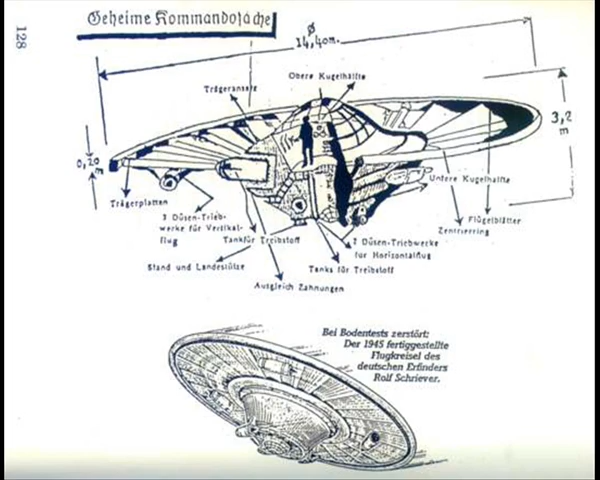 128
Geheime Kommandosache
ø
14,40m.
Obere Kugelhälfte
Trägeransatz
3,2
m
0,20
m
Untere Kugelhälfte
Trägerplatten
Flügelblätter
3 Düsen-Trieb-
werke für Vertikal-
flug
Zentrierring
Tankfür Treibstoff
2 Düsen-Triebwerke
für Horizontalflug
Stand und Landestütze
Tanks für Treibstoff
Ausgleich Zahnungen
Bei Bodentests zerstört:
Der 1945 fertiggestellte
Flugkreisel des
deutschen Erfinders
Rolf Schriever.